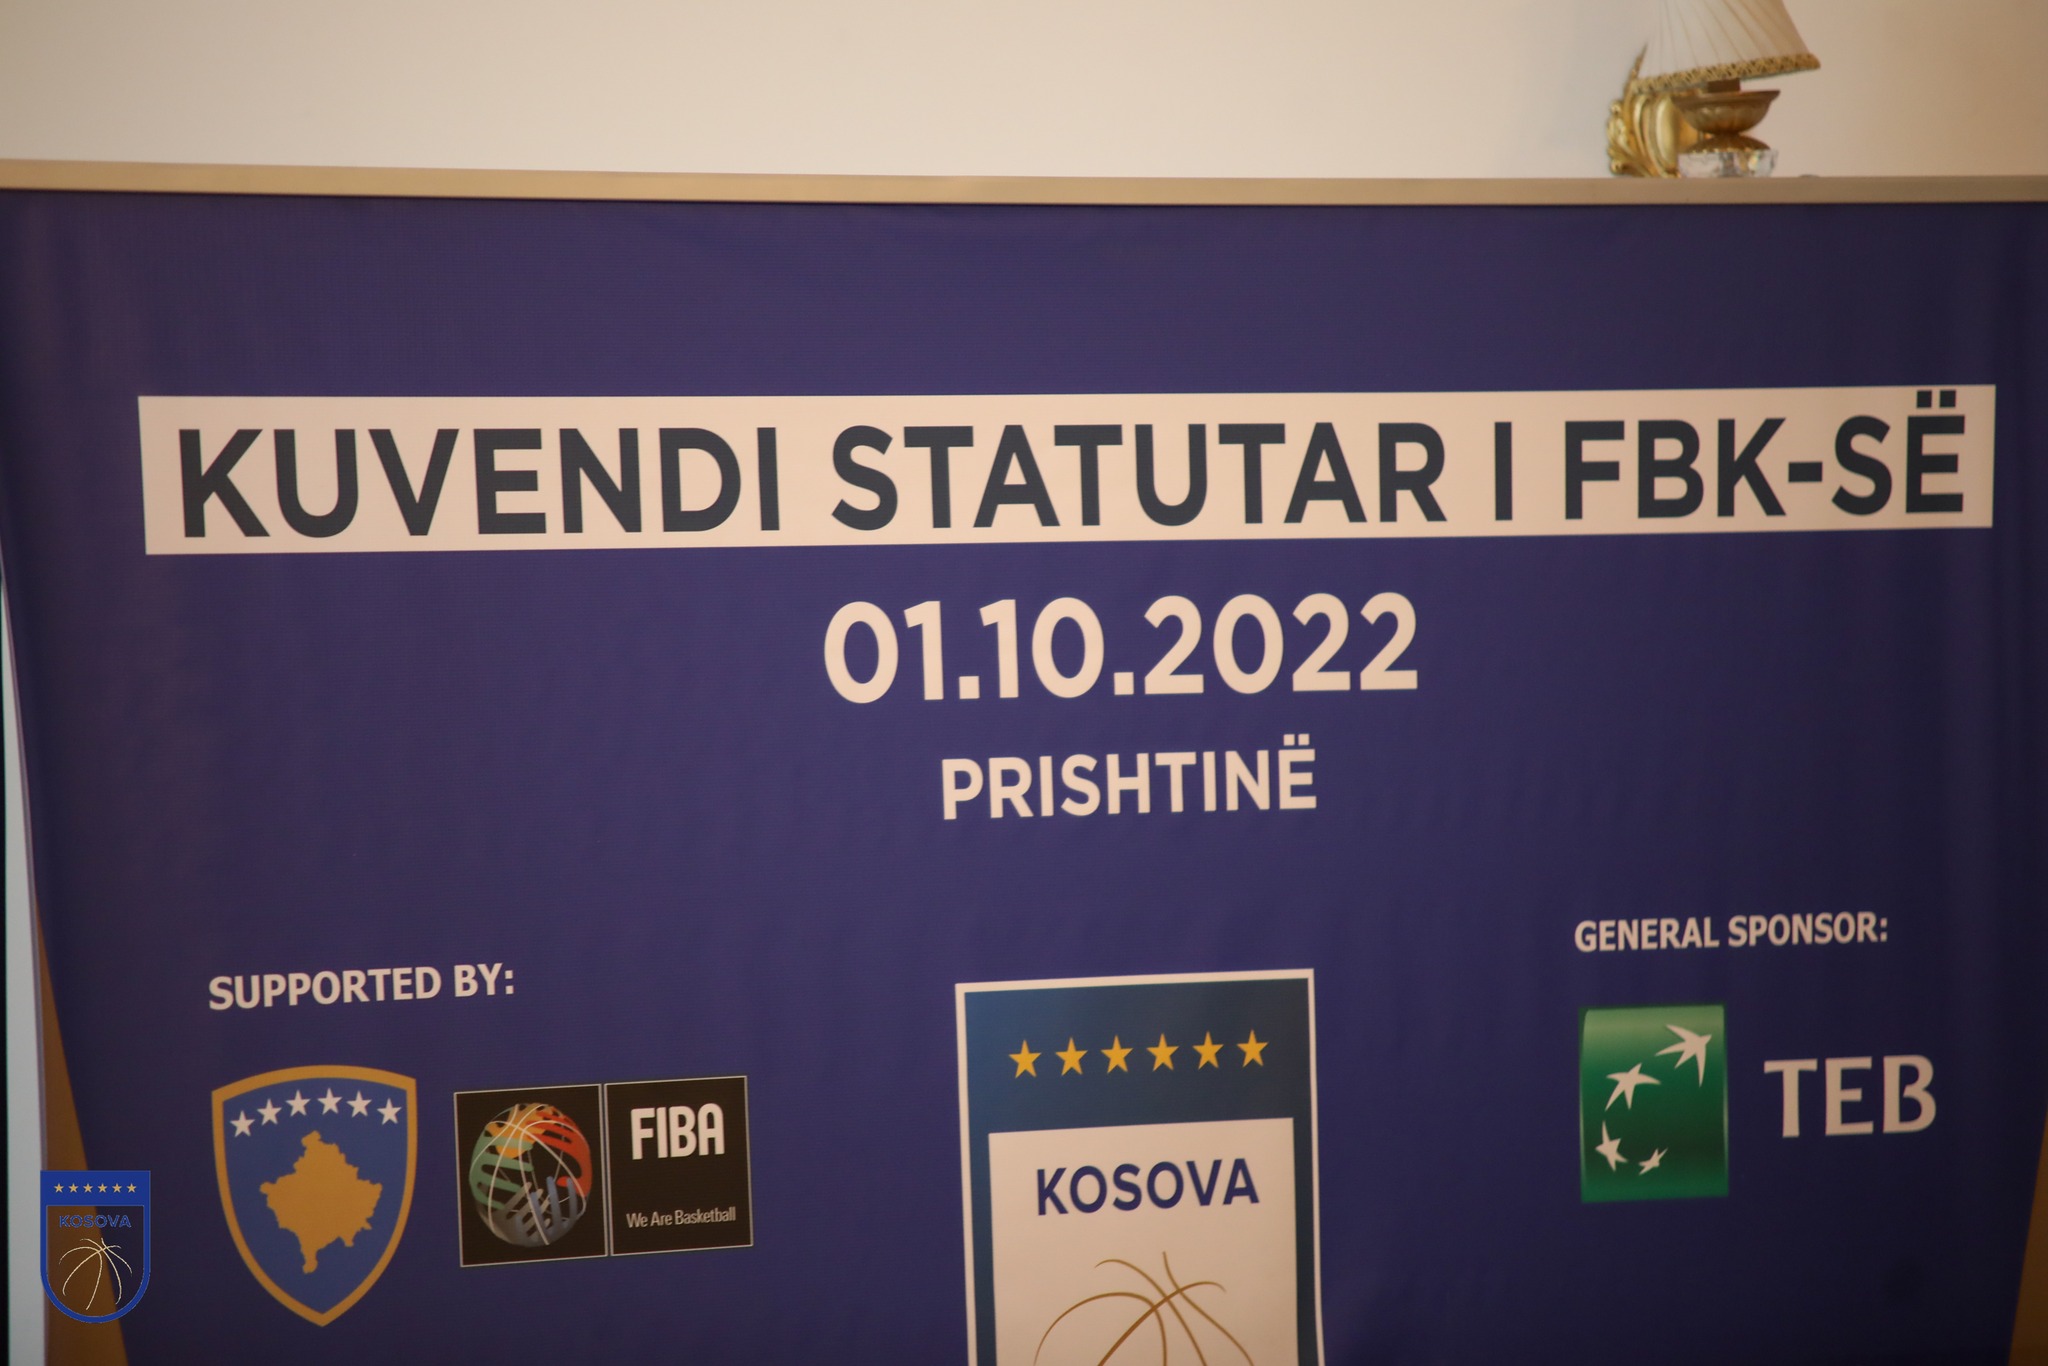 KUVENDI STATUTAR I FBK-SË
01.10.2022
PRISHTINË
SUPPORTED BY:
FIBA
We Are Basketball
KOSOVA
GENERAL SPONSOR:
TEB
KOSOVA